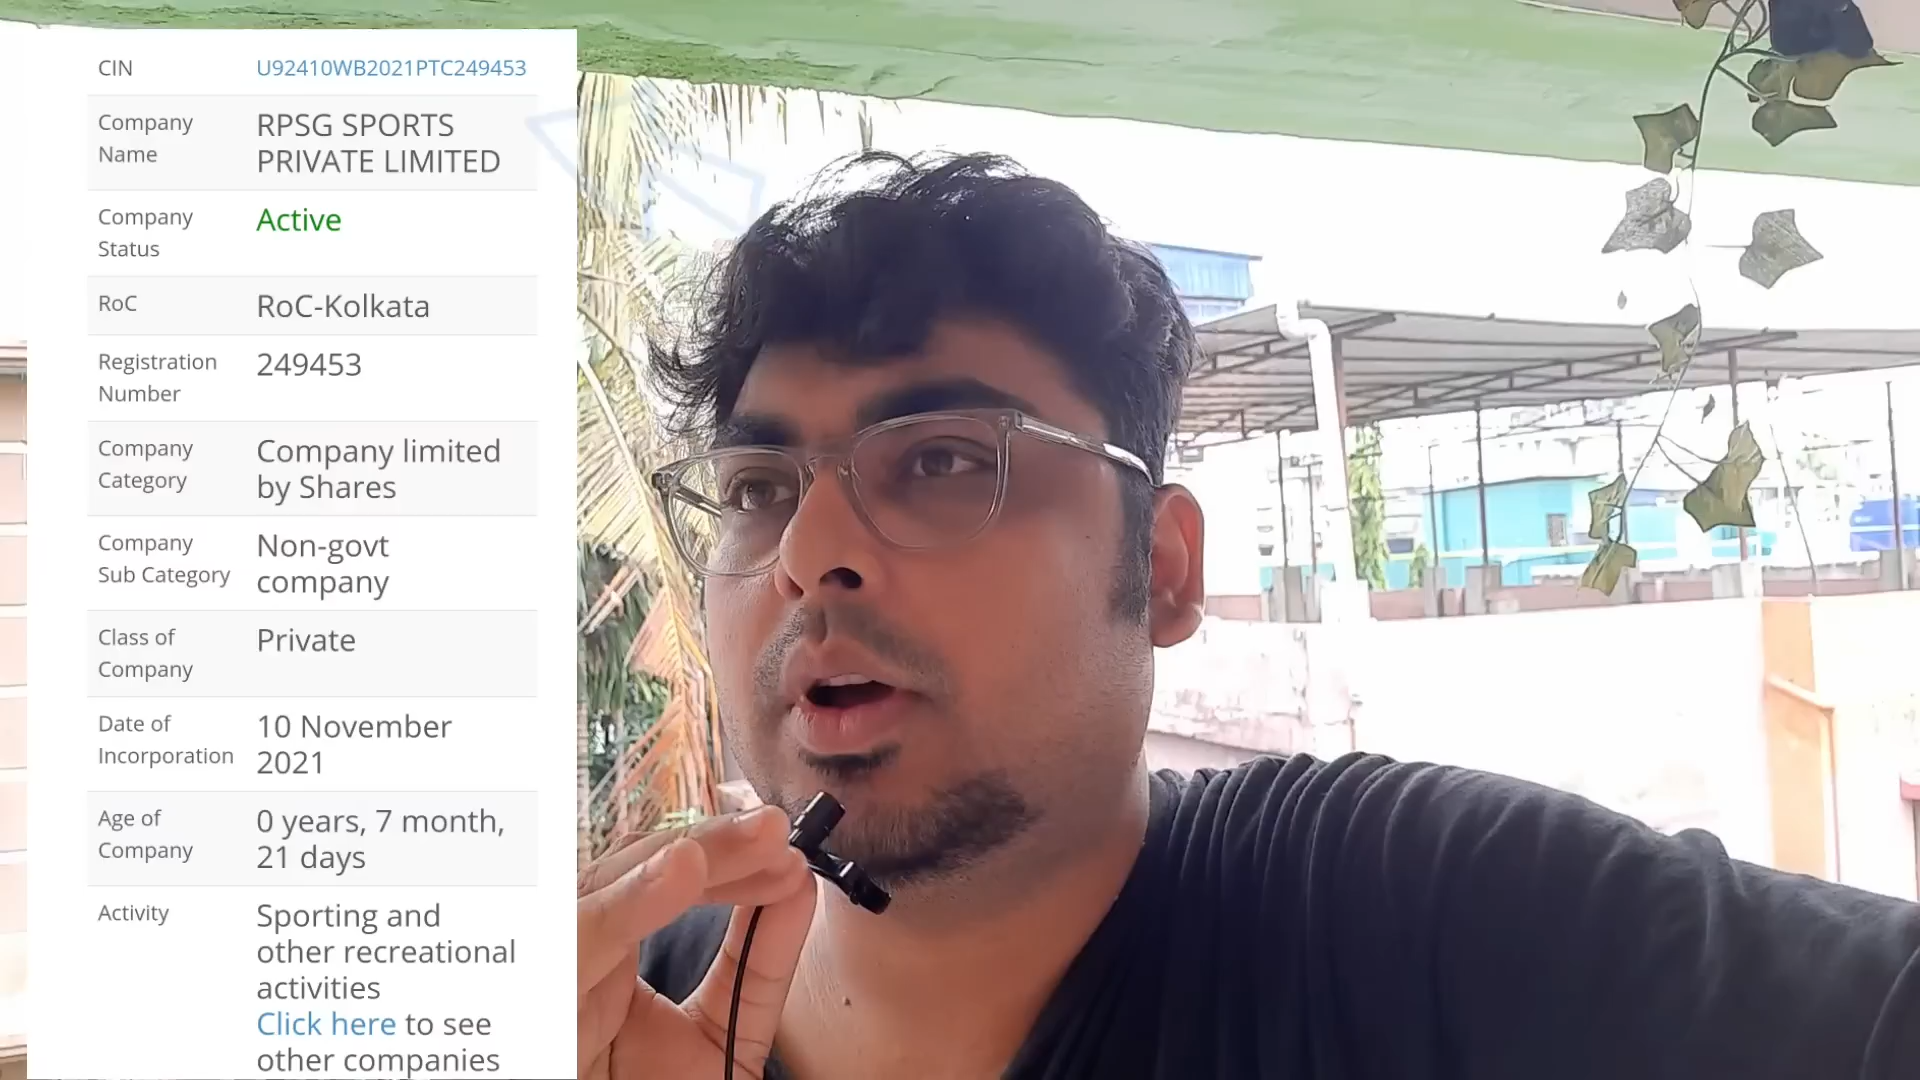 CIN
U92410WB2021PTC249453
Company
Name
RPSG SPORTS
PRIVATE LIMITED
Company
Status
Active
RoC
RoC-Kolkata
Registration
Number
249453
Company
Category
Company limited
by Shares
Company
Sub Category
Non-govt
company
Class of
Company
Private
Date of
Incorporation
10 November
2021
Age of
Company
0 years, 7 month,
21 days
Activity
Sporting and
other recreational
activities
Click here to see
other companies